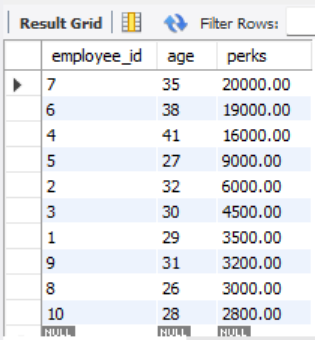 Result Grid Filter Rows:
employee_id age perks
7 35 20000.00
6 38 19000.00
4 41 16000.00
5 27 9000.00
2 32 6000.00
3 30 4500.00
1 29 3500.00
9 31 3200.00
8 26 3000.00
10 28 2800.00
NULL NULL NULL